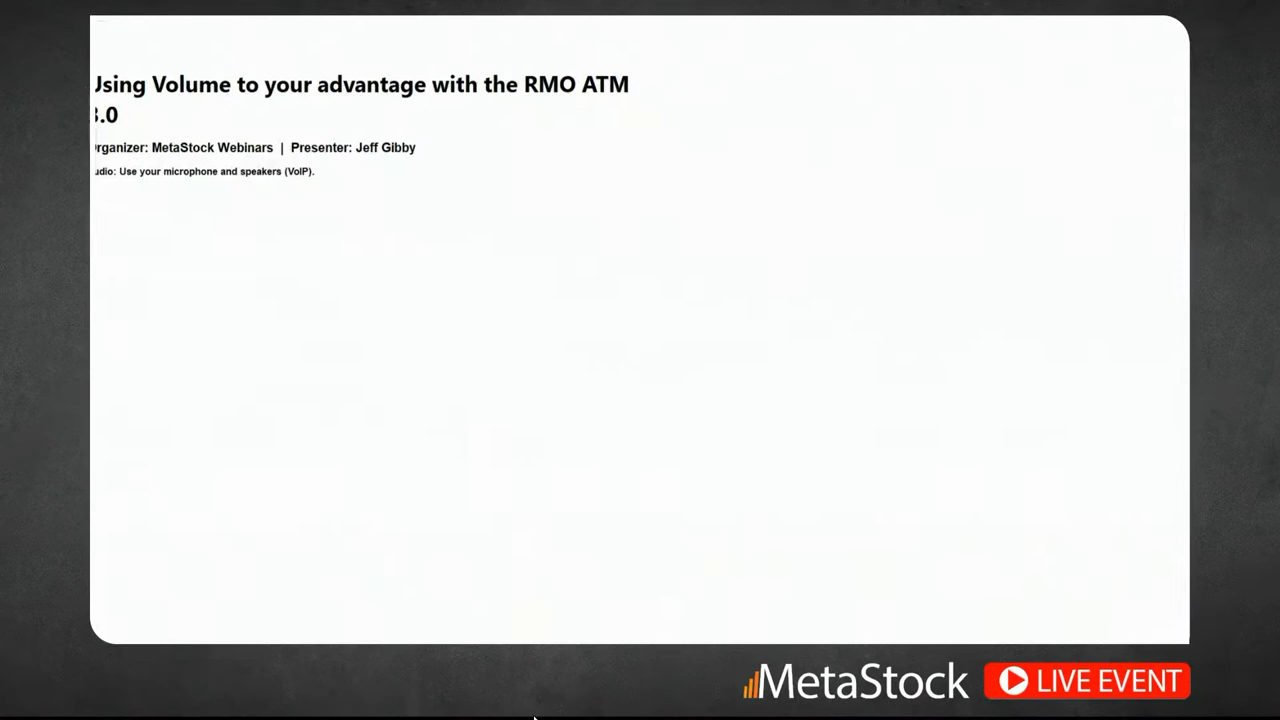 Using Volume to your advantage with the RMO ATM
3.0
Organizer: MetaStock Webinars | Presenter: Jeff Gibby
Audio: Use your microphone and speakers (VoIP).
MetaStock LIVE EVENT